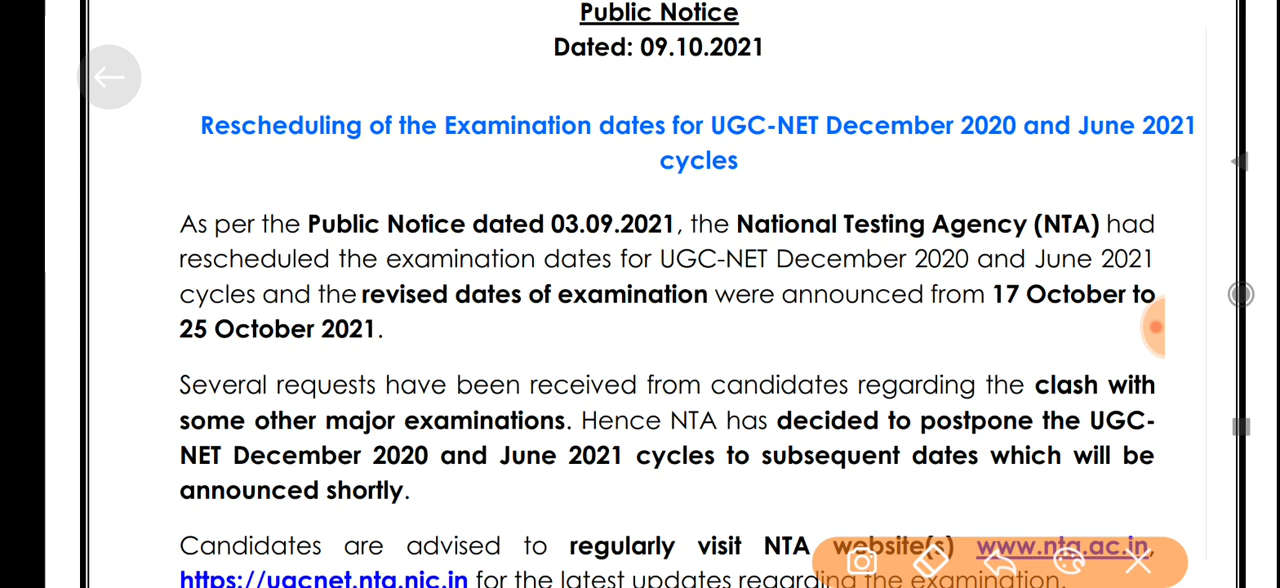 Public Notice
Dated: 09.10.2021
Rescheduling of the Examination dates for UGC-NET December 2020 and June 2021
cycles
As per the Public Notice dated 03.09.2021, the National Testing Agency (NTA) had
rescheduled the examination dates for UGC-NET December 2020 and June 2021
cycles and the revised dates of examination were announced from 17 October to
25 October 2021.
Several requests have been received from candidates regarding the clash with
some other major examinations. Hence NTA has decided to postpone the UGC-
NET December 2020 and June 2021 cycles to subsequent dates which will be
announced shortly.
Candidates are advised to regularly visit NTA website(s) www.nta.ac.in,
https://ugcnet.nta.nic.in for the latest updates regarding the examination.